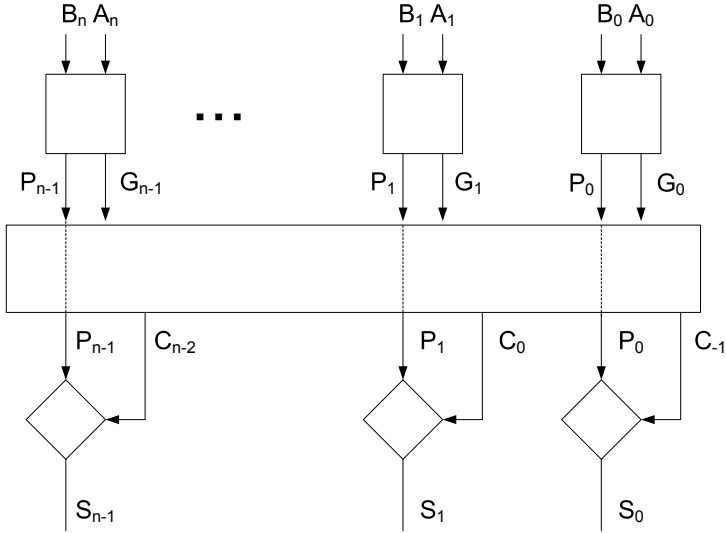 Bn An B1 A1 B0 A0
Pn-1 Gn-1 P1 G1 P0 G0
Pn-1 Cn-2 P1 C0 P0 C-1
Sn-1 S1 S0